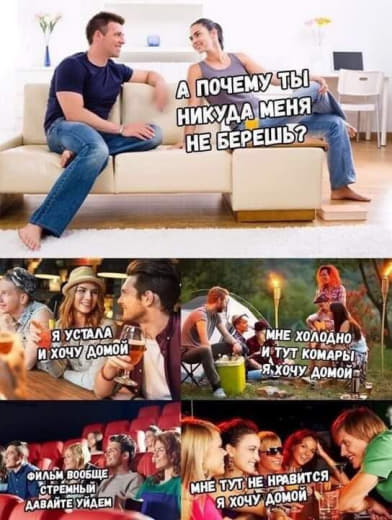 А ПОЧЕМУ ТЫ
НИКУДА МЕНЯ
НЕ БЕРЕШЬ?
Я УСТАЛА
И ХОЧУ ДОМОЙ
МНЕ ХОЛОДНО
И ТУТ КОМАРЫ
Я ХОЧУ ДОМОЙ
ФИЛЬМ ВООБЩЕ
СТРЕМНЫЙ
ДАВАЙТЕ УЙДЕМ
МНЕ ТУТ НЕ НРАВИТСЯ
Я ХОЧУ ДОМОЙ